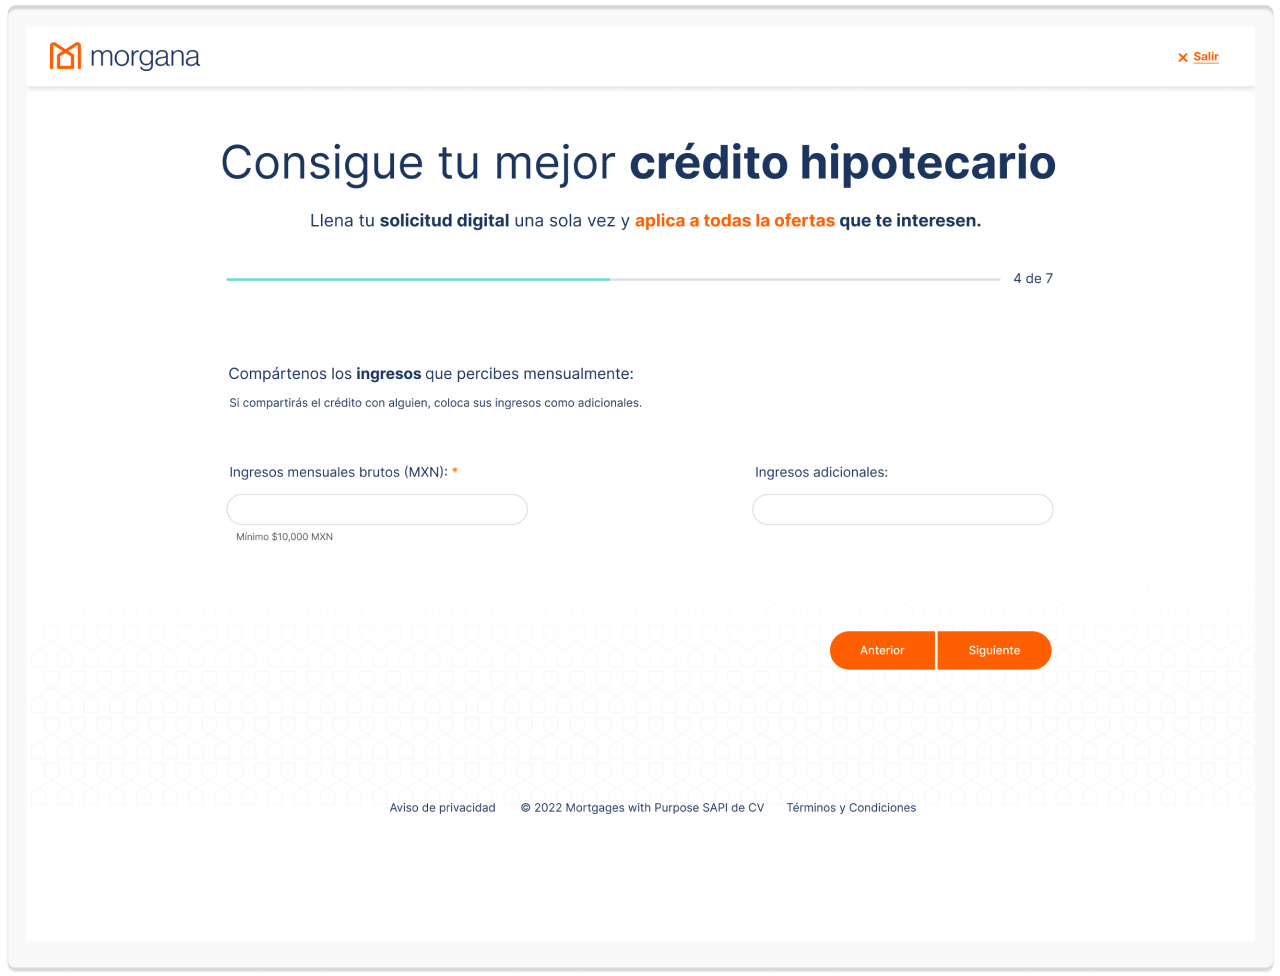 morgana
× Salir
Consigue tu mejor crédito hipotecario
Llena tu solicitud digital una sola vez y aplica a todas la ofertas que te interesen.
4 de 7
Compártenos los ingresos que percibes mensualmente:
Si compartirás el crédito con alguien, coloca sus ingresos como adicionales.
Ingresos mensuales brutos (MXN): *
Ingresos adicionales:
Mínimo $10,000 MXN
Anterior
Siguiente
Aviso de privacidad
© 2022 Mortgages with Purpose SAPI de CV
Términos y Condiciones